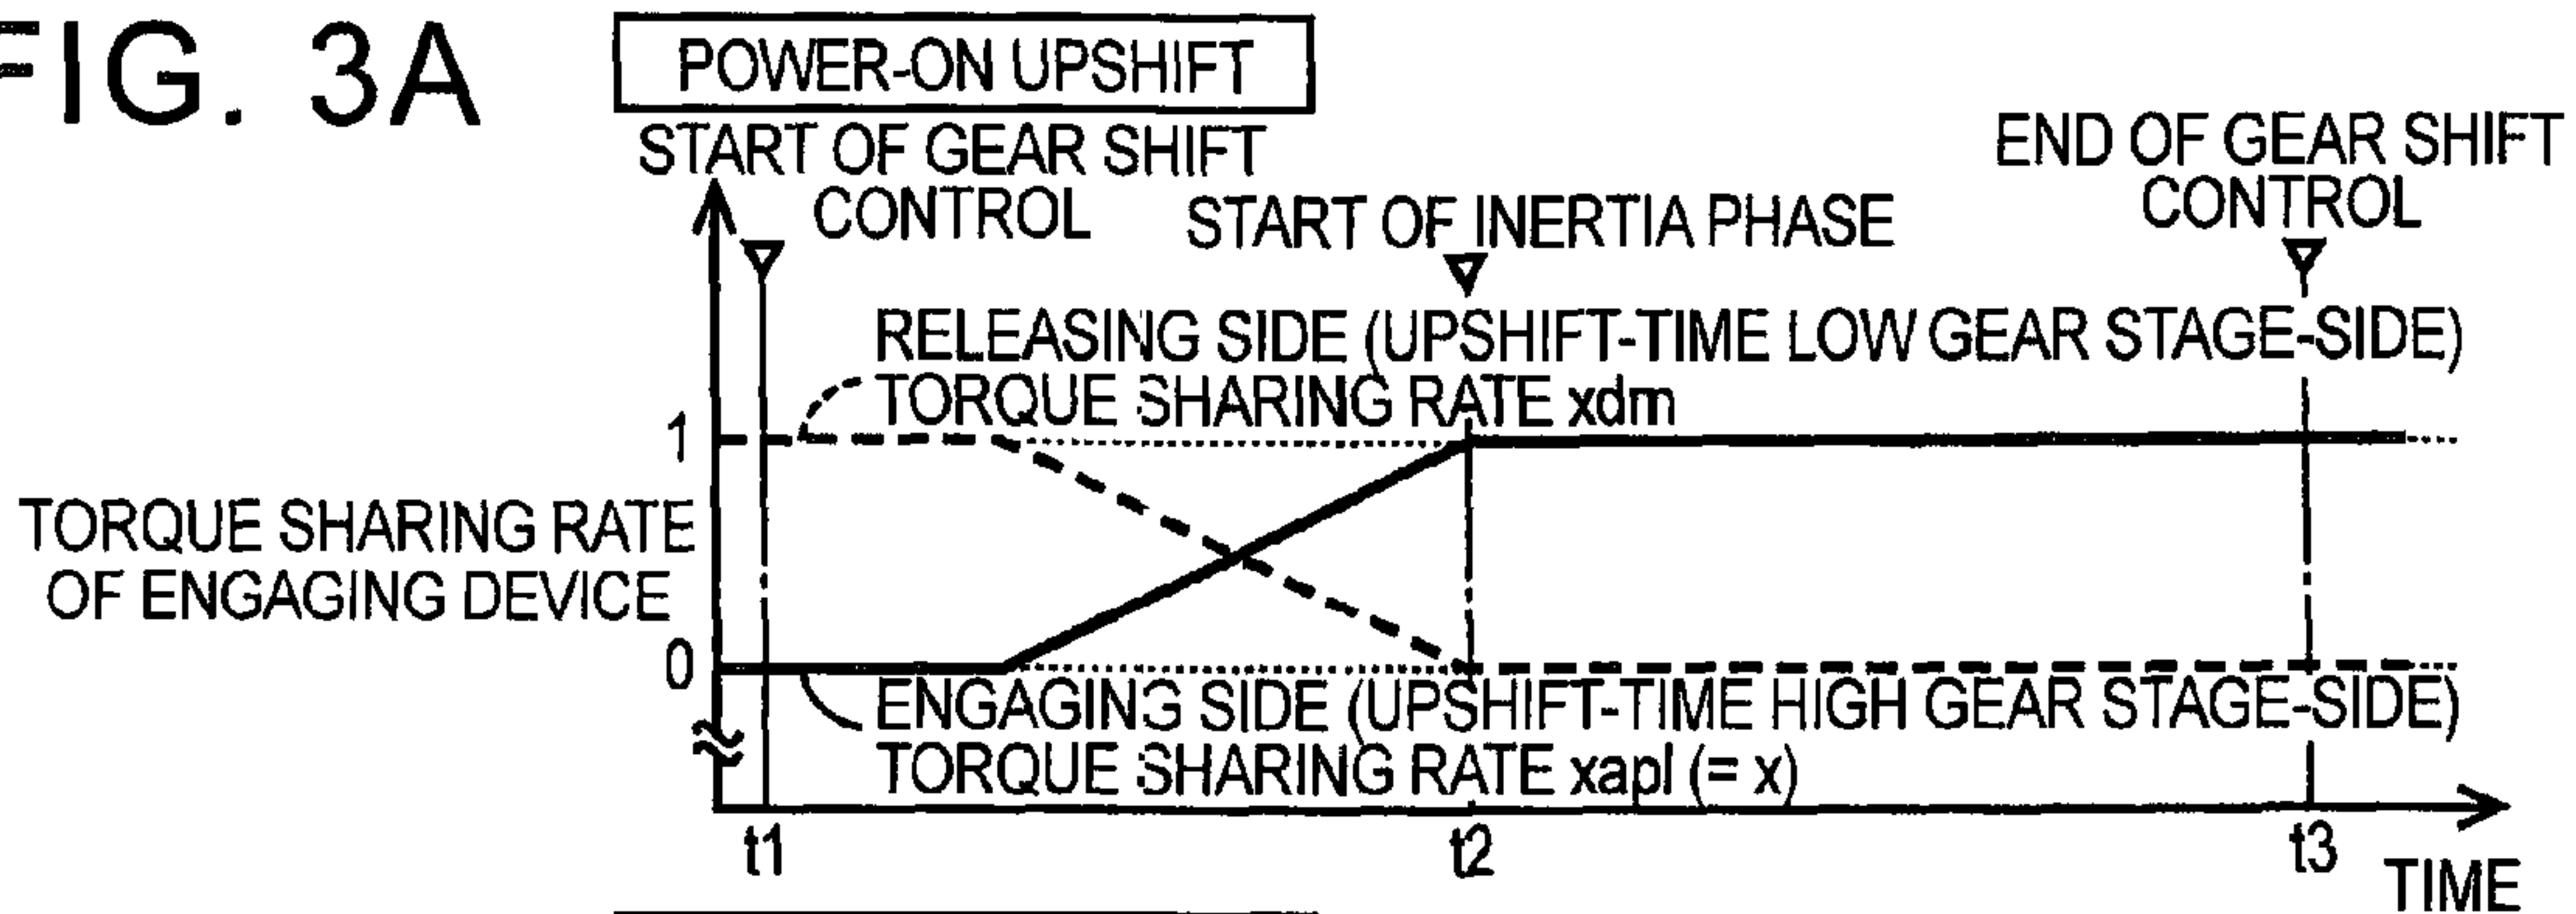 FIG. 3A
POWER-ON UPSHIFT
START OF GEAR SHIFT
CONTROL
START OF INERTIA PHASE
END OF GEAR SHIFT
CONTROL
RELEASING SIDE (UPSHIFT-TIME LOW GEAR STAGE-SIDE)
TORQUE SHARING RATE xdrn
1
TORQUE SHARING RATE
OF ENGAGING DEVICE
0
ENGAGING SIDE (UPSHIFT-TIME HIGH GEAR STAGE-SIDE)
TORQUE SHARING RATE xapl (= x)
t1
t2
t3
TIME